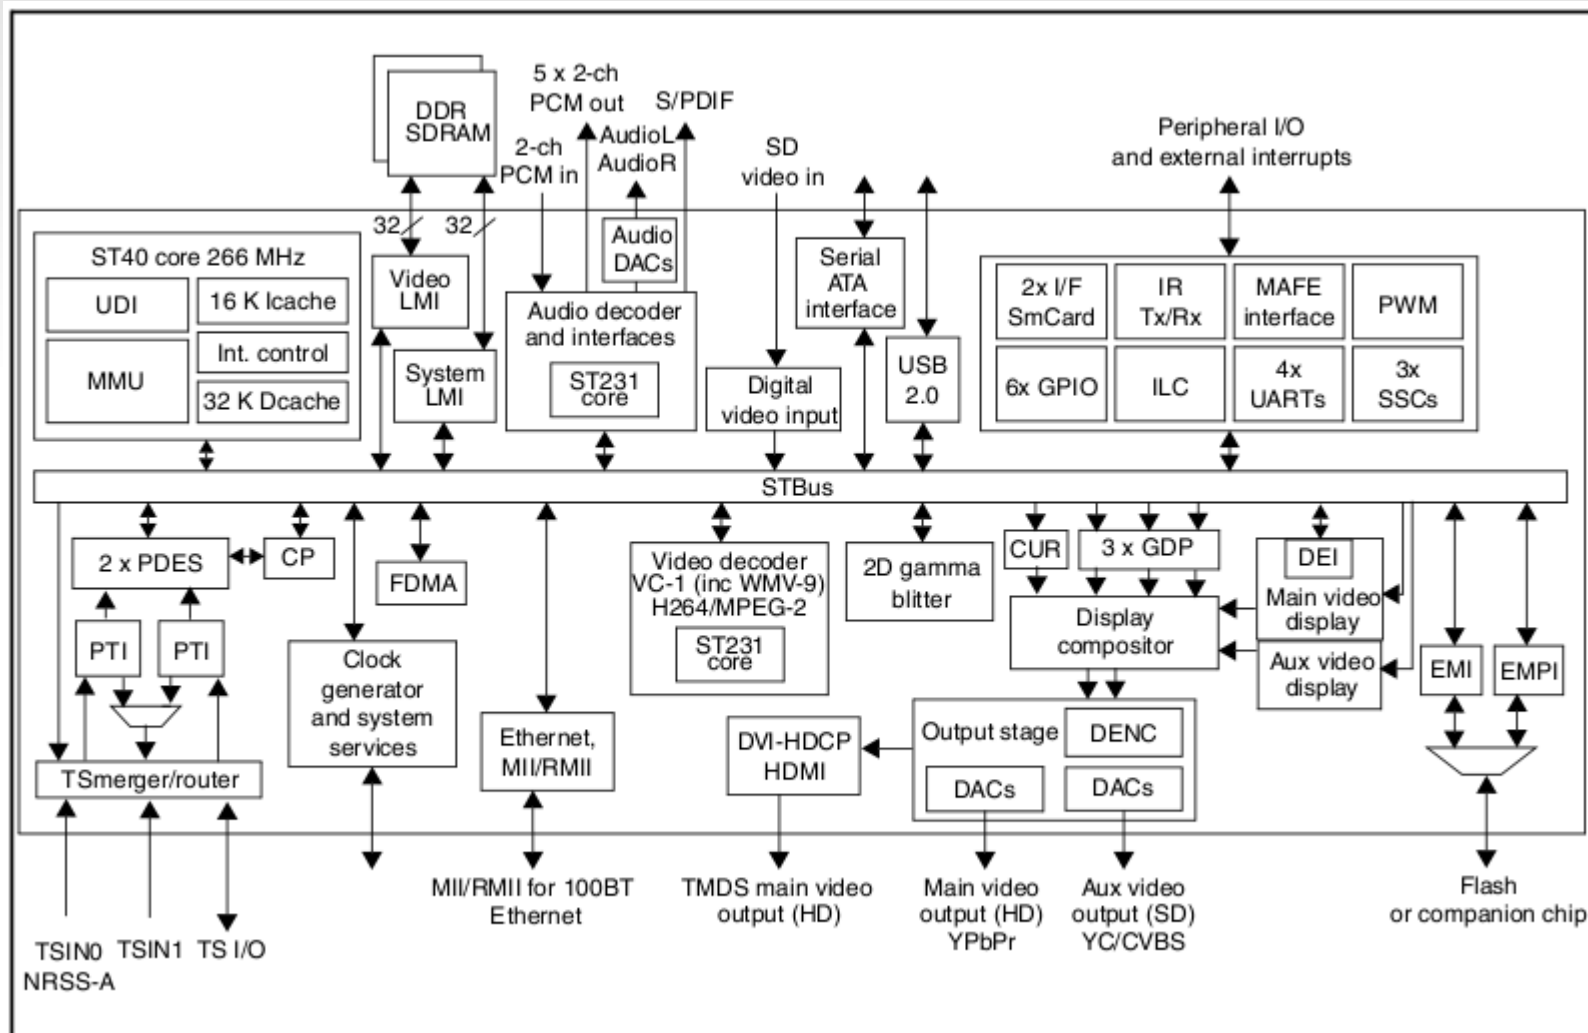 5 x 2-ch
PCM out
S/PDIF
DDR
SDRAM
AudioL
AudioR
2-ch
PCM in
SD
video in
Peripheral I/O
and external interrupts
32
32
ST40 core 266 MHz
UDI
16 K Icache
MMU
Int. control
32 K Dcache
Video
LMI
System
LMI
Audio
DACs
Audio decoder
and interfaces
ST231
core
Digital
video input
Serial
ATA
interface
USB
2.0
2x I/F
SmCard
IR
Tx/Rx
MAFE
interface
PWM
6x GPIO
ILC
4x
UARTs
3x
SSCs
STBus
2 x PDES
CP
PTI
PTI
TSmerger/router
FDMA
Clock
generator
and system
services
Ethernet,
MII/RMII
Video decoder
VC-1 (inc WMV-9)
H264/MPEG-2
ST231
core
2D gamma
blitter
CUR
3 x GDP
DEI
Main video
display
Display
compositor
Aux video
display
EMI
EMPI
Output stage
DENC
DACs
DACs
DVI-HDCP
HDMI
TSIN0
NRSS-A
TSIN1
TS I/O
MII/RMII for 100BT
Ethernet
TMDS main video
output (HD)
Main video
output (HD)
YPbPr
Aux video
output (SD)
YC/CVBS
Flash
or companion chip